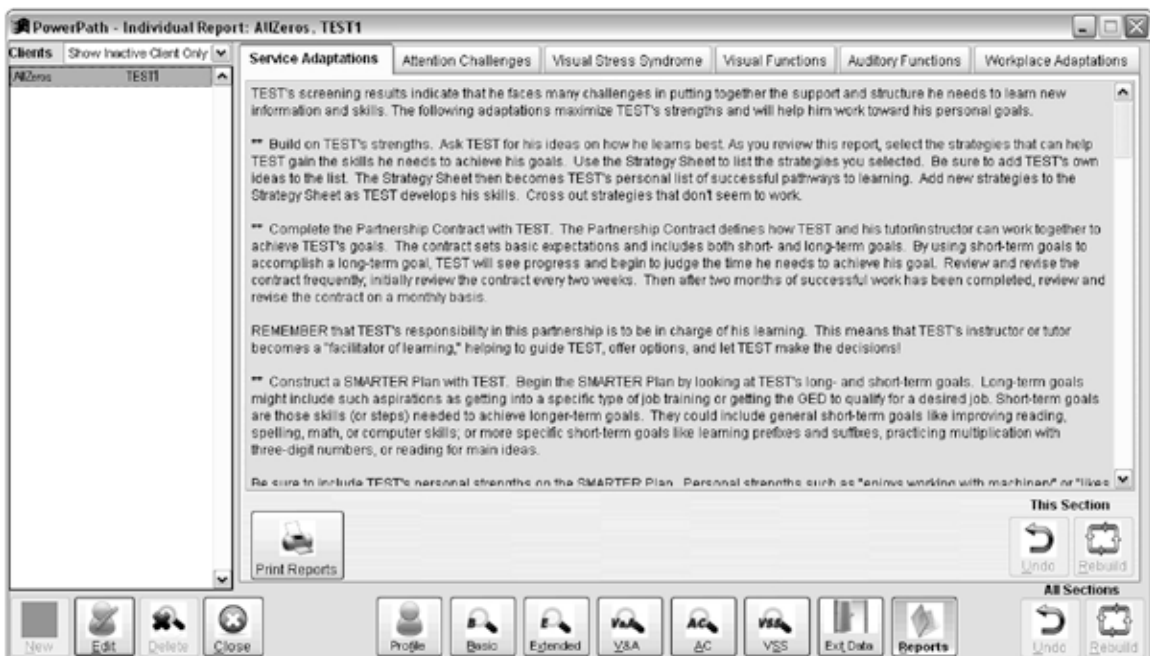 PowerPath - Individual Report: AllZeros, TEST1
Clients Show Inactive Client Only
AllZeros TEST1
Service Adaptations Attention Challenges Visual Stress Syndrome Visual Functions Auditory Functions Workplace Adaptations
TEST's screening results indicate that he faces many challenges in putting together the support and structure he needs to learn new
information and skills. The following adaptations maximize TEST's strengths and will help him work toward his personal goals.
** Build on TEST's strengths. Ask TEST for his ideas on how he learns best. As you review this report, select the strategies that can help
TEST gain the skills he needs to achieve his goals. Use the Strategy Sheet to list the strategies you selected. Be sure to add TEST's own
ideas to the list. The Strategy Sheet then becomes TEST's personal list of successful pathways to learning. Add new strategies to the
Strategy Sheet as TEST develops his skills. Cross out strategies that don't seem to work.
** Complete the Partnership Contract with TEST. The Partnership Contract defines how TEST and his tutor/instructor can work together to
achieve TEST's goals. The contract sets basic expectations and includes both short- and long-term goals. By using short-term goals to
accomplish a long-term goal, TEST will see progress and begin to judge the time he needs to achieve his goal. Review and revise the
contract frequently; initially review the contract every two weeks. Then after two months of successful work has been completed, review and
revise the contract on a monthly basis.
REMEMBER that TEST's responsibility in this partnership is to be in charge of his learning. This means that TEST's instructor or tutor
becomes a "facilitator of learning," helping to guide TEST, offer options, and let TEST make the decisions!
** Construct a SMARTER Plan with TEST. Begin the SMARTER Plan by looking at TEST's long- and short-term goals. Long-term goals
might include such aspirations as getting into a specific type of job training or getting the GED to qualify for a desired job. Short-term goals
are those skills (or steps) needed to achieve longer-term goals. They could include general short-term goals like improving reading,
spelling, math, or computer skills; or more specific short-term goals like learning prefixes and suffixes, practicing multiplication with
three-digit numbers, or reading for main ideas.
Be sure to include TEST's personal strengths on the SMARTER Plan. Personal strengths such as "enjoys working with machinery" or "likes
This Section
Print Reports Undo Rebuild
All Sections
New Edit Delete Close Profile B Basic E Extended V&A V&A AC AC VSS VSS Ext Data Reports Undo Rebuild